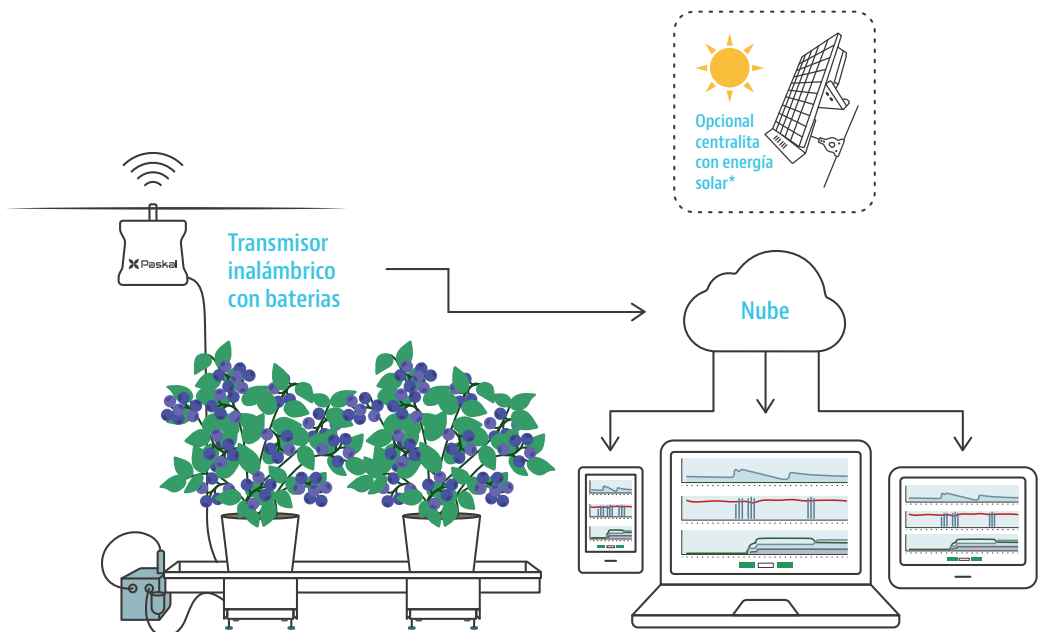 Opcional
centralita
con energía
solar*
Paskal
Transmisor
inalámbrico
con baterias
Nube